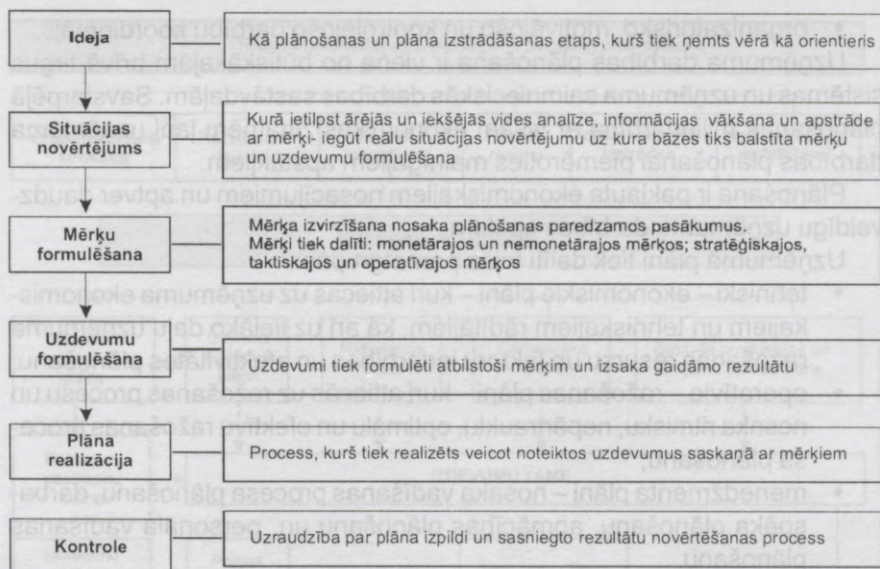 Ideja
Kā plānošanas un plāna izstrādāšanas etaps, kurš tiek ņemts vērā kā orientieris
Situācijas
novērtējums
Kurā ietilpst ārējās un iekšējās vides analīze, informācijas vākšana un apstrāde
ar mērķi- iegūt reālu situācijas novērtējumu uz kura bāzes tiks balstīta mērķu
un uzdevumu formulēšana
Mērķu
formulēšana
Mērķa izvirzīšana nosaka plānošanas paredzamos pasākumus.
Mērķi tiek dalīti: monetārajos un nemonetārajos mērķos; stratēģiskajos,
taktiskajos un operatīvajos mērķos
Uzdevumu
formulēšana
Uzdevumi tiek formulēti atbilstoši mērķim un izsaka gaidāmo rezultātu
Plāna
realizācija
Process, kurš tiek realizēts veicot noteiktos uzdevumus saskaņā ar mērķiem
Kontrole
Uzraudzība par plāna izpildi un sasniegto rezultātu novērtēšanas process